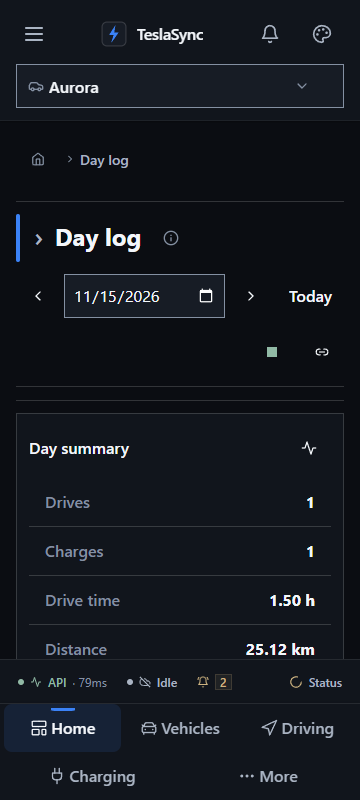 TeslaSync
Aurora
Day log
Day log
11/15/2026
Today
Day summary
Drives 1
Charges 1
Drive time 1.50 h
Distance 25.12 km
API · 79ms Idle 2 Status
Home Vehicles Driving
Charging More